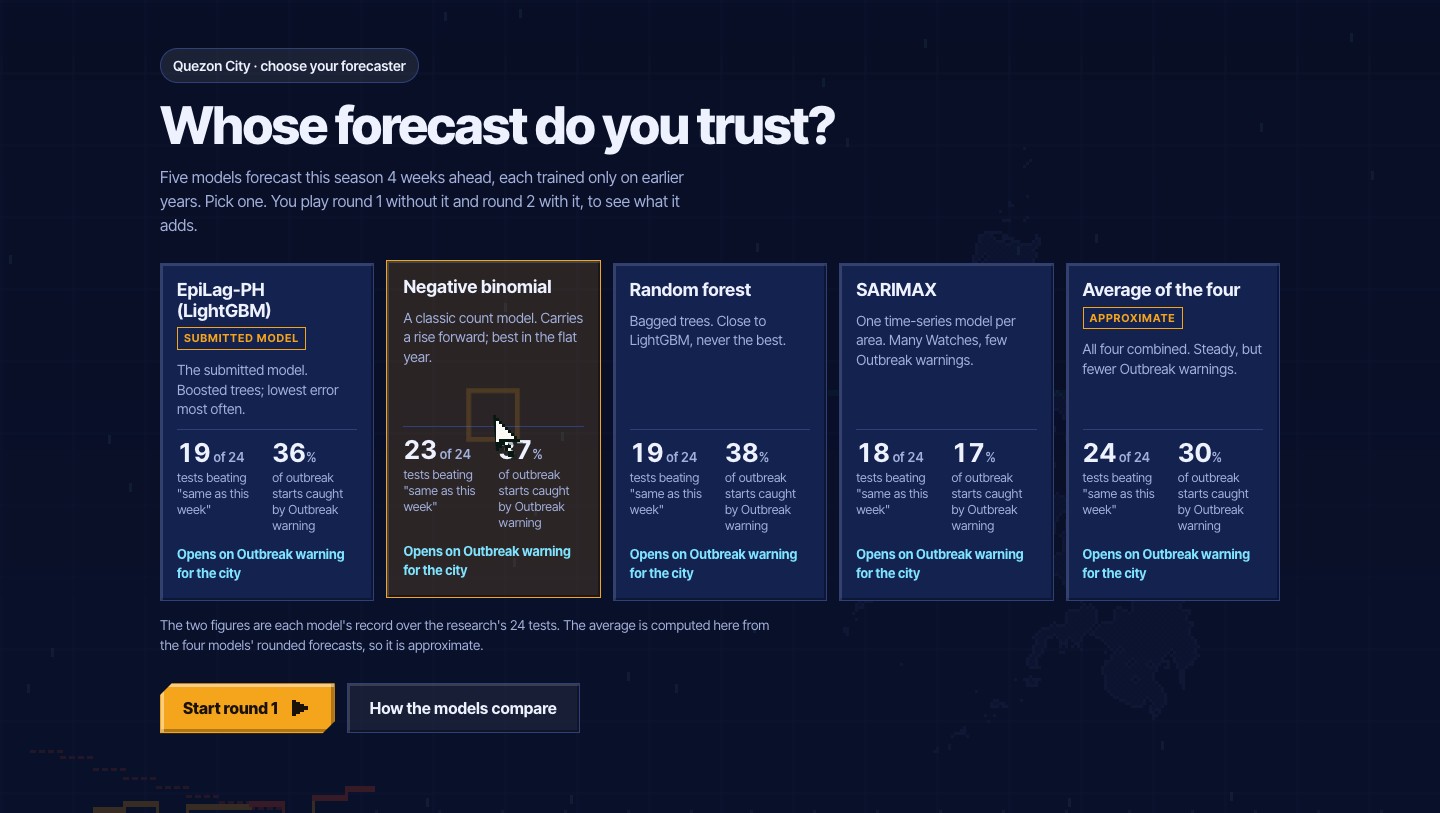 Quezon City · choose your forecaster
Whose forecast do you trust?
Five models forecast this season 4 weeks ahead, each trained only on earlier
years. Pick one. You play round 1 without it and round 2 with it, to see what it
adds.
EpiLag-PH
(LightGBM)
SUBMITTED MODEL
The submitted model.
Boosted trees; lowest error
most often.
19 of 24
tests beating
"same as this
week"
36%
of outbreak
starts caught
by Outbreak
warning
Opens on Outbreak warning
for the city
Negative binomial
A classic count model. Carries
a rise forward; best in the flat
year.
23 of 24
tests beating
"same as this
week"
of outbreak
starts caught
by Outbreak
warning
Opens on Outbreak warning
for the city
Random forest
Bagged trees. Close to
LightGBM, never the best.
19 of 24
tests beating
"same as this
week"
38%
of outbreak
starts caught
by Outbreak
warning
Opens on Outbreak warning
for the city
SARIMAX
One time-series model per
area. Many Watches, few
Outbreak warnings.
18 of 24
tests beating
"same as this
week"
17%
of outbreak
starts caught
by Outbreak
warning
Opens on Outbreak warning
for the city
Average of the four
APPROXIMATE
All four combined. Steady, but
fewer Outbreak warnings.
24 of 24
tests beating
"same as this
week"
30%
of outbreak
starts caught
by Outbreak
warning
Opens on Outbreak warning
for the city
The two figures are each model's record over the research's 24 tests. The average is computed here from
the four models' rounded forecasts, so it is approximate.
Start round 1
How the models compare